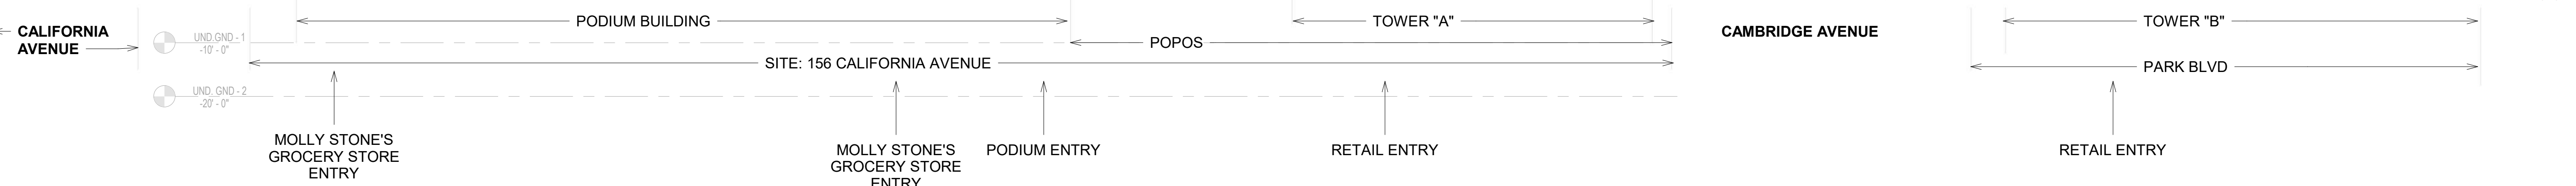 PODIUM BUILDING
TOWER "A"
TOWER "B"
CALIFORNIA
AVENUE
CAMBRIDGE AVENUE
UND.GND - 1
-10' - 0"
POPOS
SITE: 156 CALIFORNIA AVENUE
PARK BLVD
UND. GND - 2
-20' - 0"
MOLLY STONE'S
GROCERY STORE
ENTRY
MOLLY STONE'S
GROCERY STORE
ENTRY
PODIUM ENTRY
RETAIL ENTRY
RETAIL ENTRY